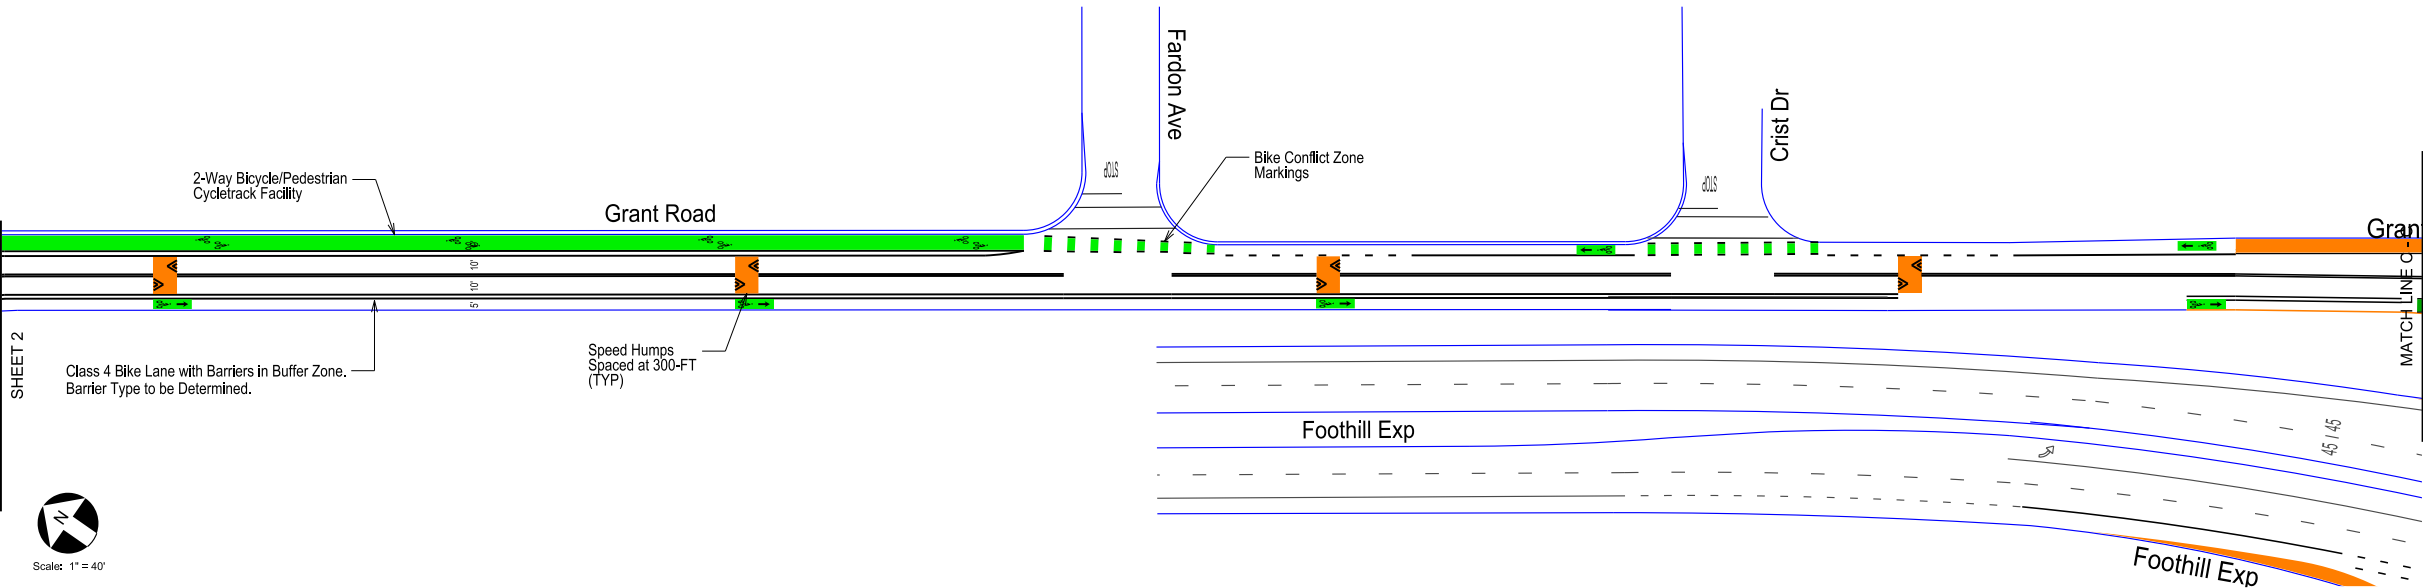 Fardon Ave
Crist Dr
STOP
STOP
2-Way Bicycle/Pedestrian
Cycletrack Facility
Bike Conflict Zone
Markings
Grant Road
Gran
10'
10'
5'
SHEET 2
MATCH LINE C-
Class 4 Bike Lane with Barriers in Buffer Zone.
Barrier Type to be Determined.
Speed Humps
Spaced at 300-FT
(TYP)
Foothill Exp
45 | 45
N
Scale: 1" = 40'
Foothill Exp